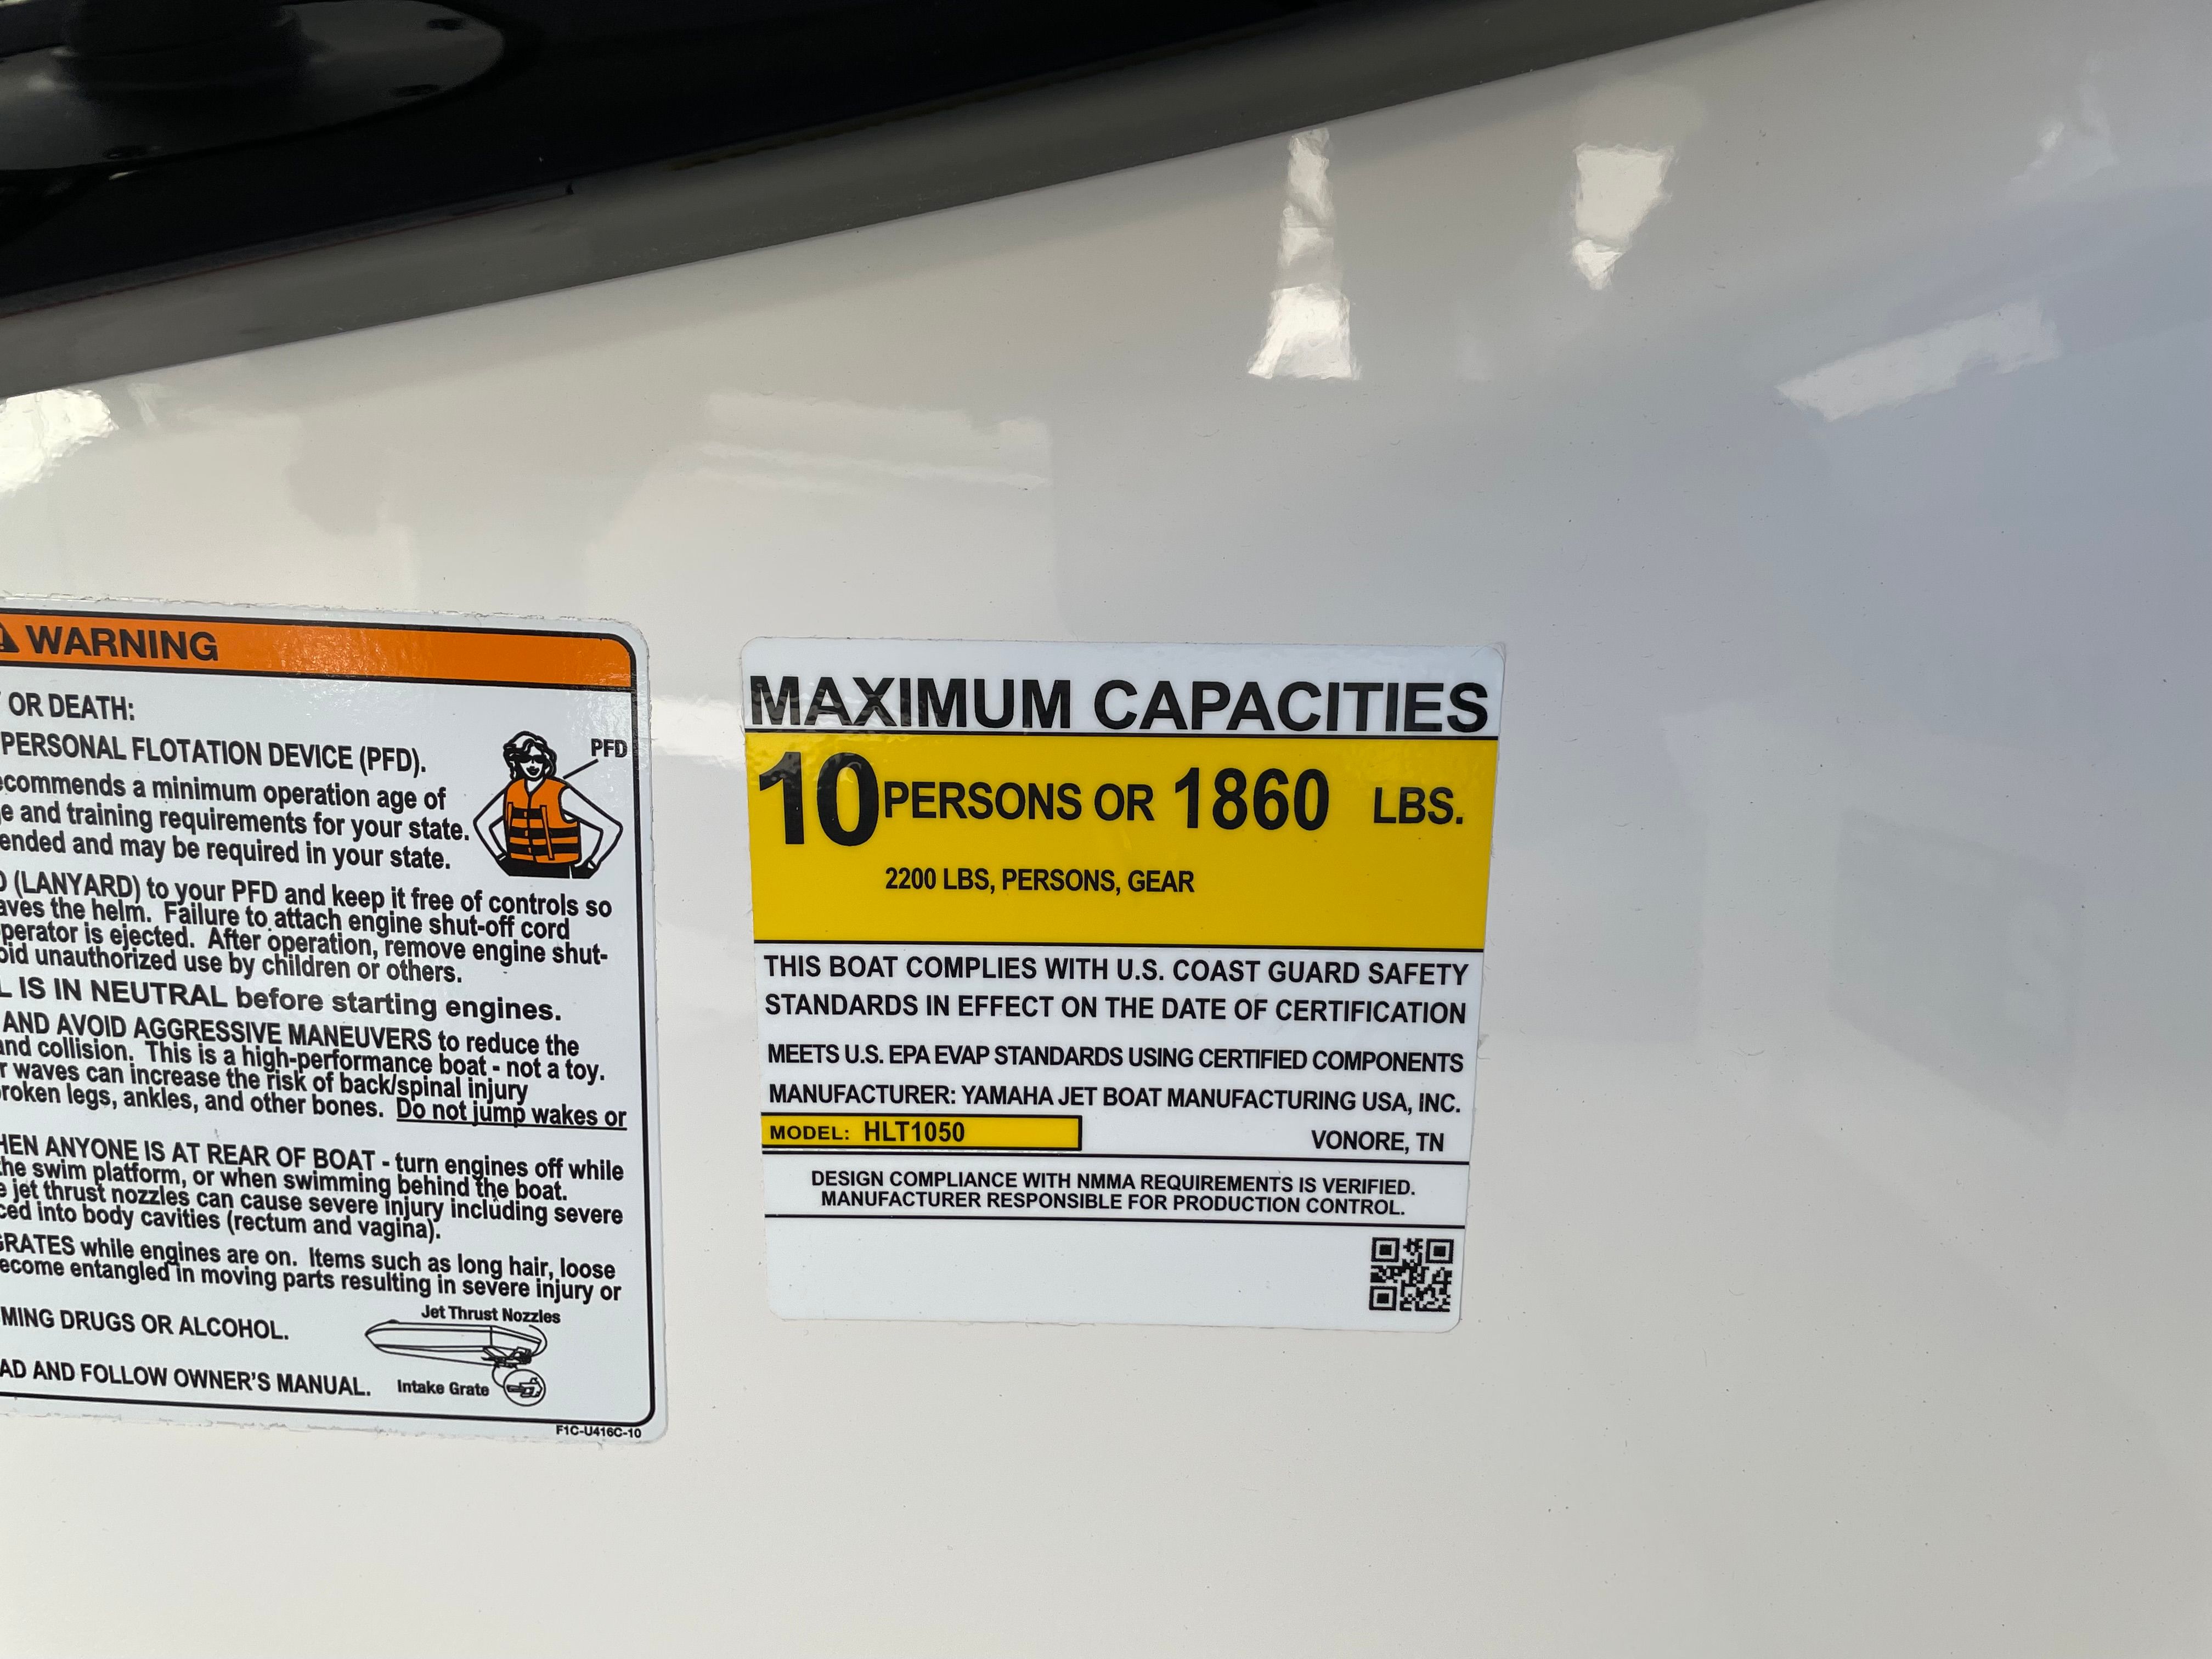 WARNING
OR DEATH:
PERSONAL FLOTATION DEVICE (PFD).
PFD
commends a minimum operation age of
e and training requirements for your state.
ended and may be required in your state.
(LANYARD) to your PFD and keep it free of controls so
aves the helm. Failure to attach engine shut-off cord
perator is ejected. After operation, remove engine shut-
oid unauthorized use by children or others.
L IS IN NEUTRAL before starting engines.
AND AVOID AGGRESSIVE MANEUVERS to reduce the
and collision. This is a high-performance boat - not a toy.
r waves can increase the risk of back/spinal injury
roken legs, ankles, and other bones. Do not jump wakes or
HEN ANYONE IS AT REAR OF BOAT - turn engines off while
he swim platform, or when swimming behind the boat.
e jet thrust nozzles can cause severe injury including severe
ced into body cavities (rectum and vagina).
GRATES while engines are on. Items such as long hair, loose
ecome entangled in moving parts resulting in severe injury or
MING DRUGS OR ALCOHOL.
Jet Thrust Nozzles
AD AND FOLLOW OWNER'S MANUAL.
Intake Grate
F1C-U416C-10
MAXIMUM CAPACITIES
10 PERSONS OR 1860 LBS.
2200 LBS, PERSONS, GEAR
THIS BOAT COMPLIES WITH U.S. COAST GUARD SAFETY
STANDARDS IN EFFECT ON THE DATE OF CERTIFICATION
MEETS U.S. EPA EVAP STANDARDS USING CERTIFIED COMPONENTS
MANUFACTURER: YAMAHA JET BOAT MANUFACTURING USA, INC.
MODEL: HLT1050
VONORE, TN
DESIGN COMPLIANCE WITH NMMA REQUIREMENTS IS VERIFIED.
MANUFACTURER RESPONSIBLE FOR PRODUCTION CONTROL.